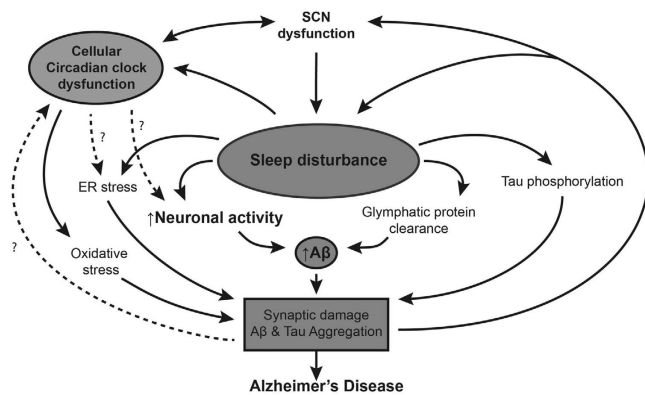 SCN
dysfunction
Cellular
Circadian clock
dysfunction
?
?
Sleep disturbance
ER stress
Tau phosphorylation
↑Neuronal activity
Glymphatic protein
clearance
?
Oxidative
stress
↑Aβ
Synaptic damage
Aβ & Tau Aggregation
Alzheimer's Disease